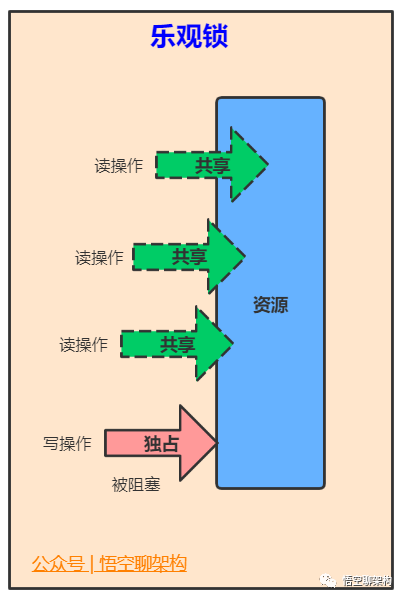 乐观锁
读操作
共享
读操作
共享
资源
读操作
共享
写操作
独占
被阻塞
公众号 | 悟空聊架构
悟空聊架构